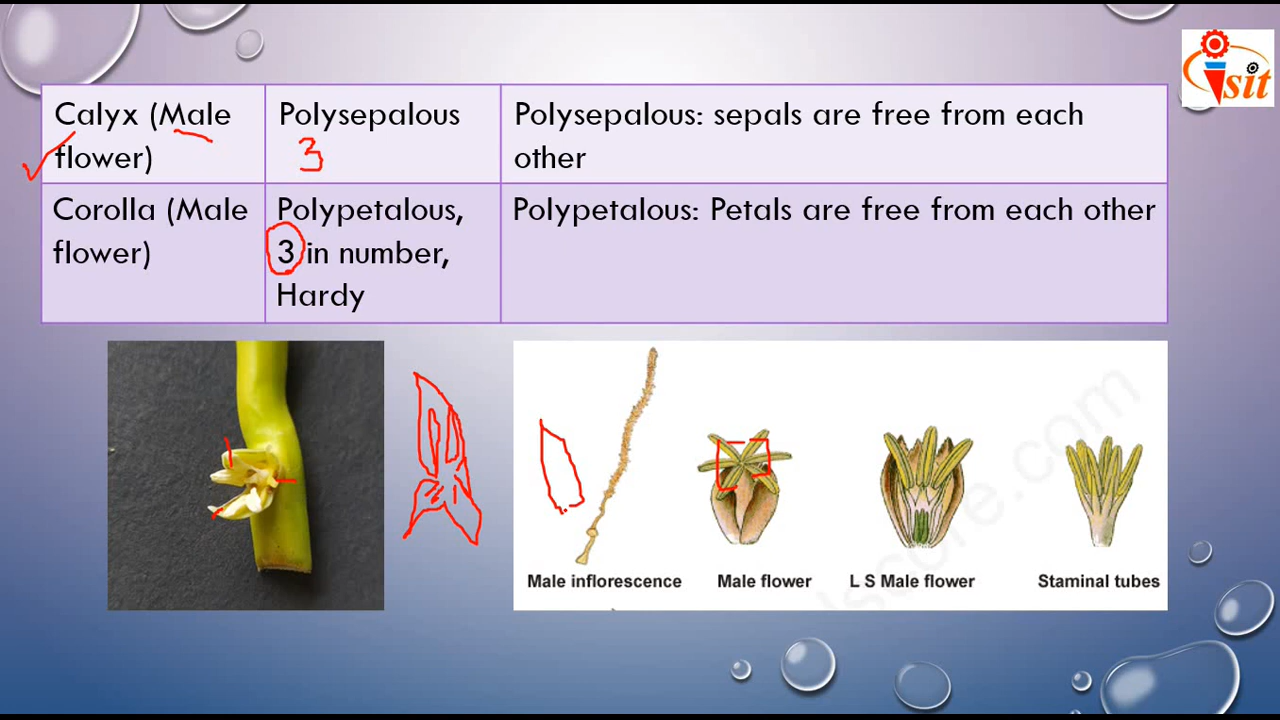 Calyx (Male
flower)
Polysepalous
3
Polysepalous: sepals are free from each
other
Corolla (Male
flower)
Polypetalous,
3 in number,
Hardy
Polypetalous: Petals are free from each other
sit
Male inflorescence
Male flower
L S Male flower
Staminal tubes